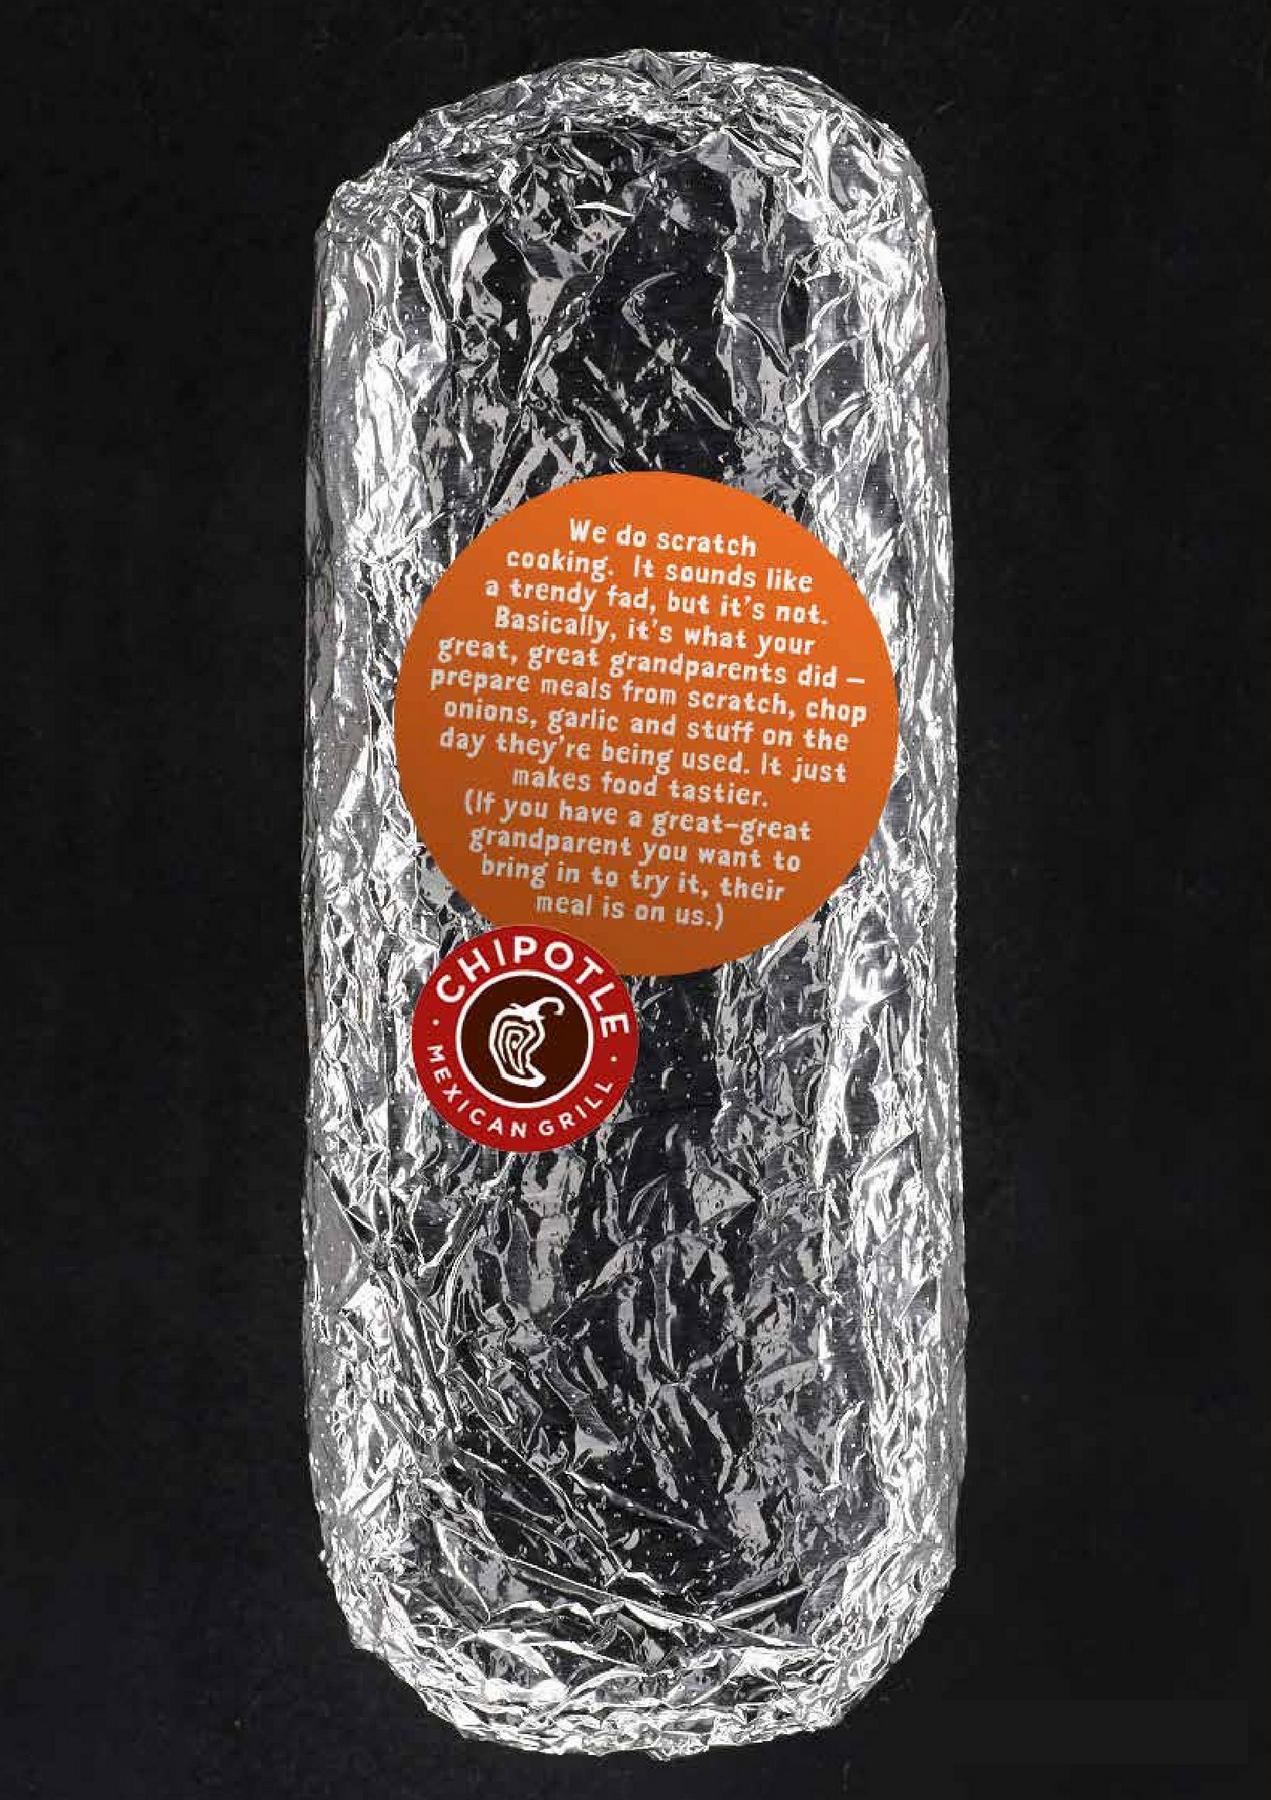 We do scratch
cooking. It sounds like
a trendy fad, but it's not.
Basically, it's what your
great, great grandparents did –
prepare meals from scratch, chop
onions, garlic and stuff on the
day they're being used. It just
makes food tastier.
(If you have a great-great
grandparent you want to
bring in to try it, their
meal is on us.)
CHIPOTLE
MEXICAN GRILL